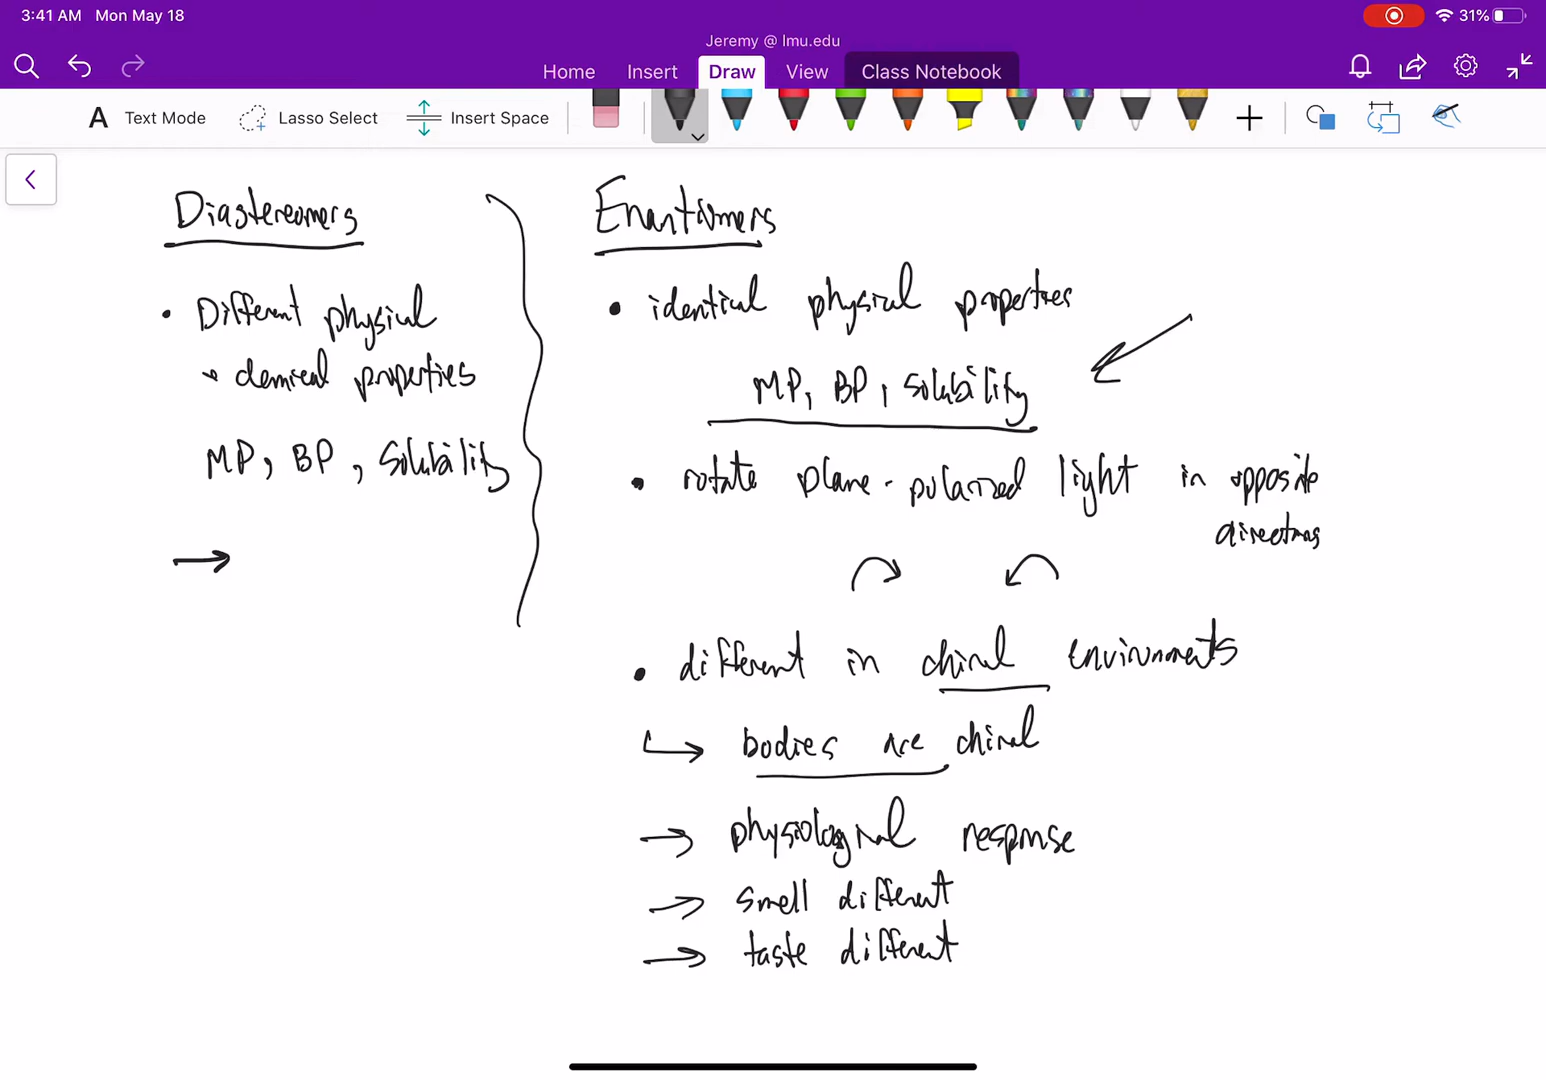 3:41 AM Mon May 18
31%
Jeremy @ lmu.edu
Home Insert Draw View Class Notebook
A Text Mode Lasso Select Insert Space
Diastereomers
• Different physical
+ chemical properties
MP, BP, Solubility
→
Enantiomers
• identical physical properties
MP, BP, Solubility
• rotate plane-polarized light in opposite
directions
• different in chiral environments
↳ bodies are chiral
→ physiological response
→ smell different
→ taste different